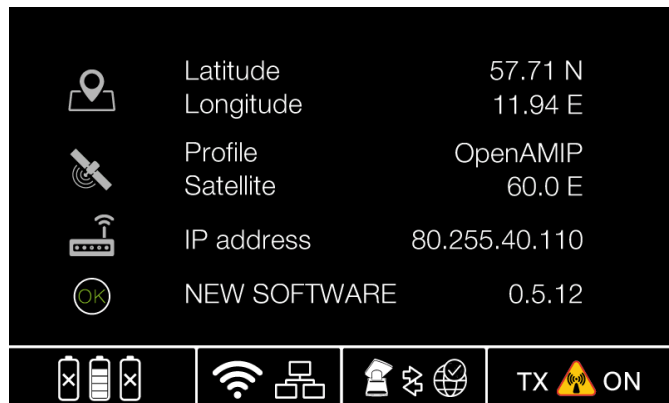 Latitude 57.71 N
Longitude 11.94 E
Profile OpenAMIP
Satellite 60.0 E
IP address 80.255.40.110
OK NEW SOFTWARE 0.5.12
TX ON